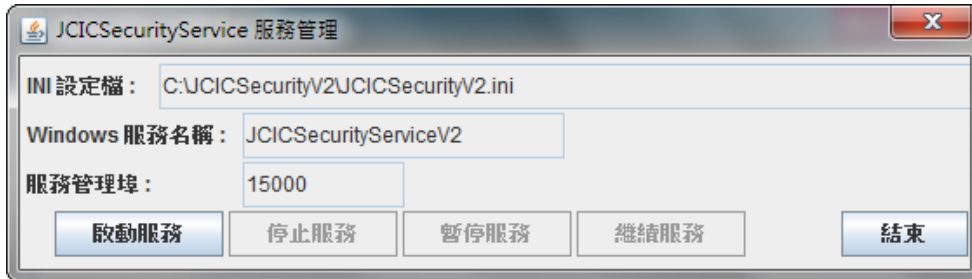 JCICSecurityService 服務管理
INI 設定檔： C:\JCICSecurityV2\JCICSecurityV2.ini
Windows 服務名稱： JCICSecurityServiceV2
服務管理埠： 15000
啟動服務 停止服務 暫停服務 繼續服務 結束